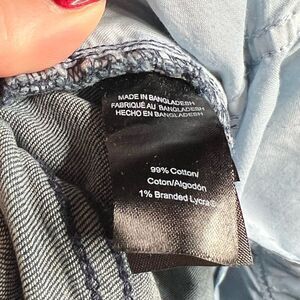 MADE IN BANGLADESH
FABRIQUÉ AU BANGLADESH
HECHO EN BANGLADESH
99% Cotton/
Coton/Algodón
1% Branded Lycra®